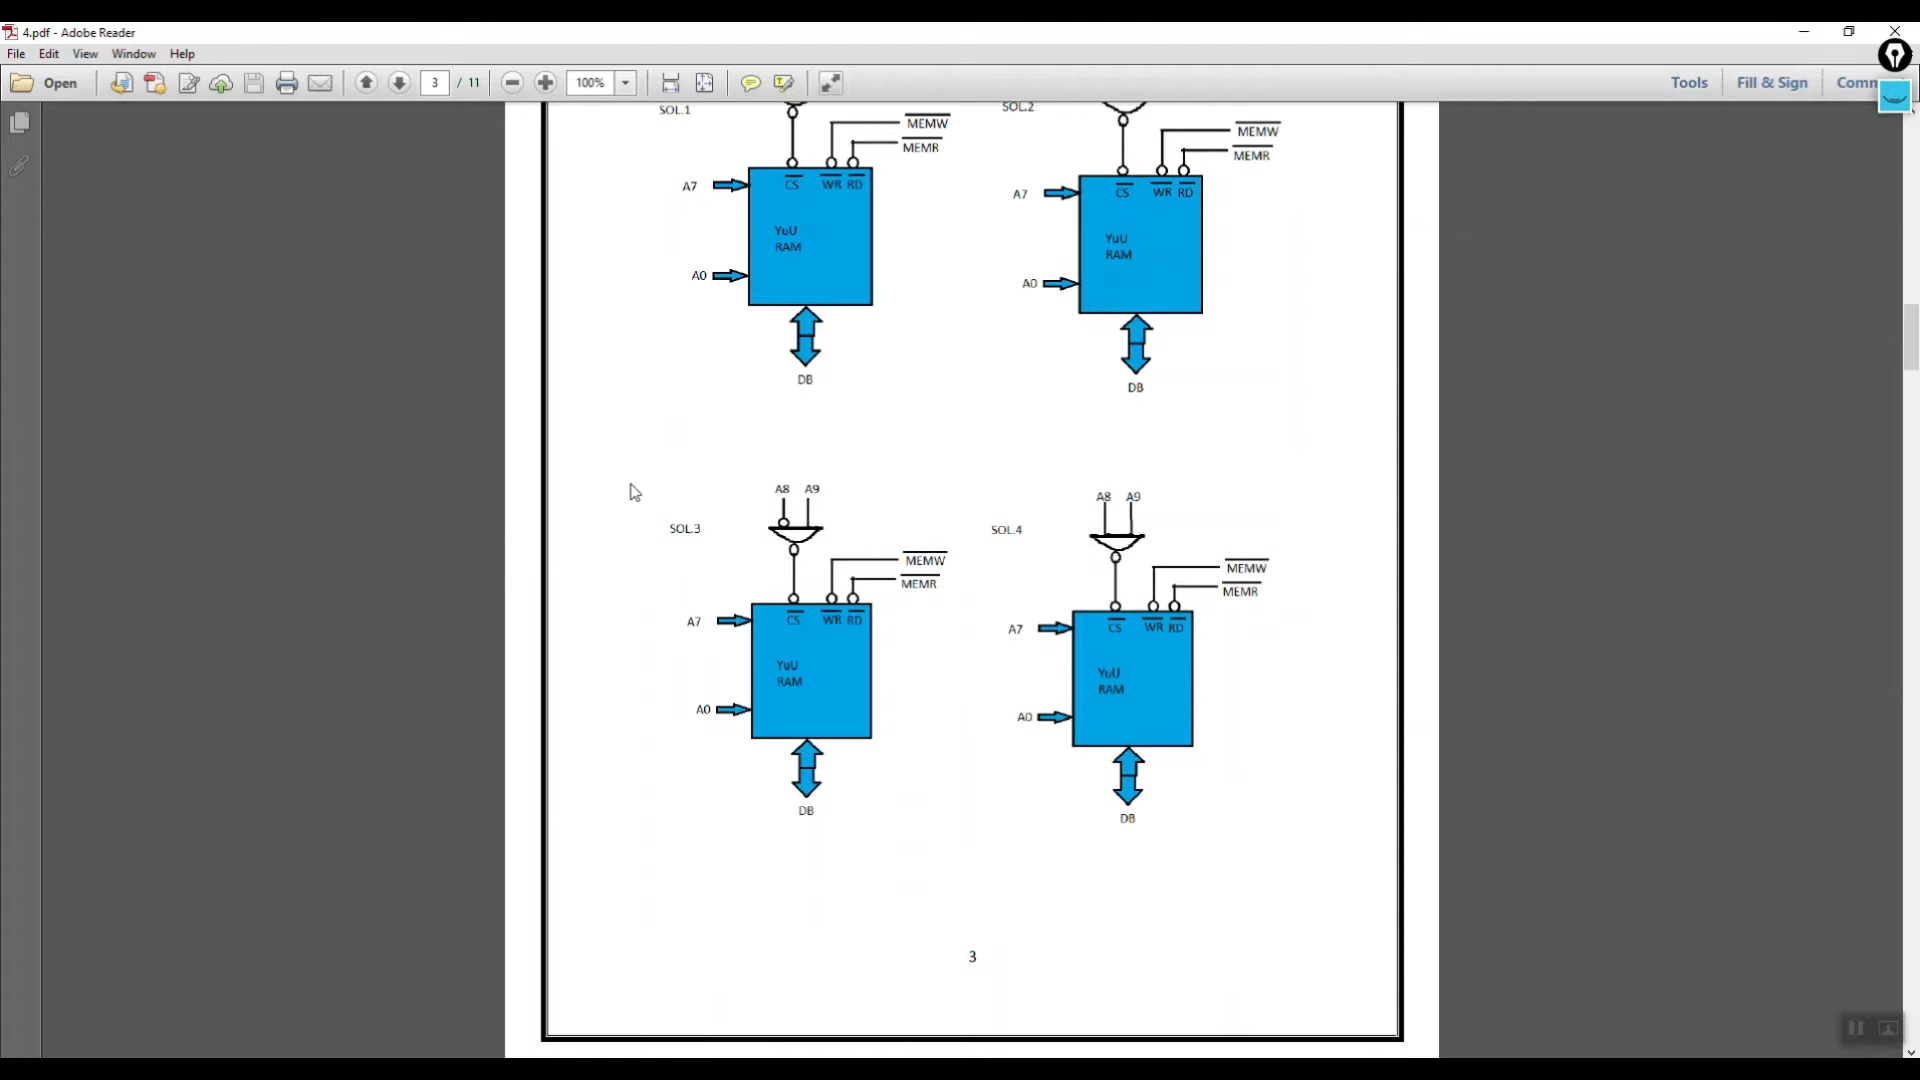 4.pdf - Adobe Reader
File Edit View Window Help
Open 3 / 11 100% Tools Fill & Sign Comm
SOL.1
MEMW
MEMR
A7
CS WR RD
YuU
RAM
A0
DB
SOL.2
MEMW
MEMR
A7
CS WR RD
YuU
RAM
A0
DB
A8 A9
SOL.3
MEMW
MEMR
A7
CS WR RD
YuU
RAM
A0
DB
A8 A9
SOL.4
MEMW
MEMR
A7
CS WR RD
YuU
RAM
A0
DB
3